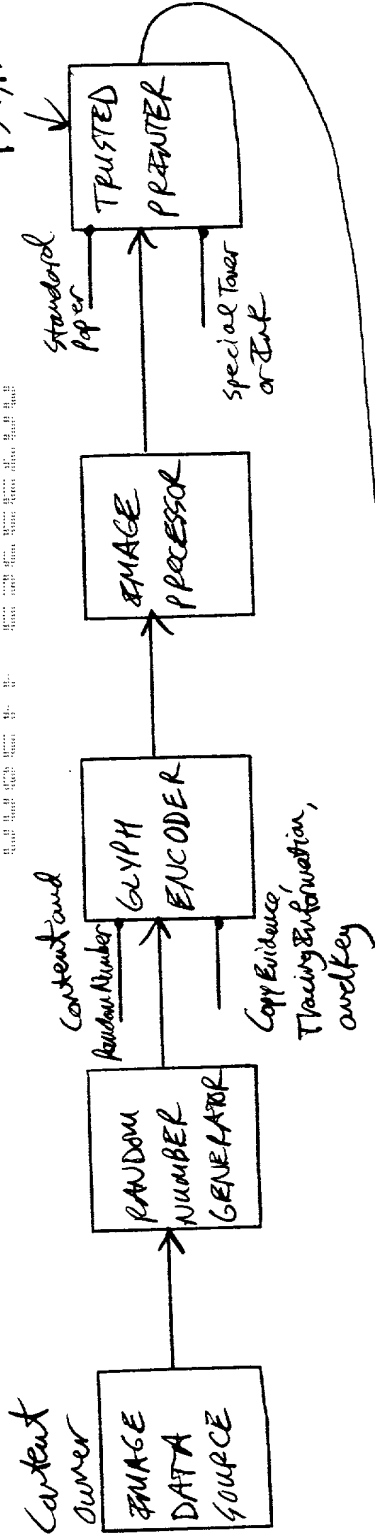 Content
owner
IMAGE
DATA
SOURCE
RANDOM
NUMBER
GENERATOR
Content and
Random Number
GLYPH
ENCODER
Copy Evidence,
Tracing Information,
and Key
IMAGE
PROCESSOR
Standard
Paper
TRUSTED
PRINTER
Special Toner
or Ink